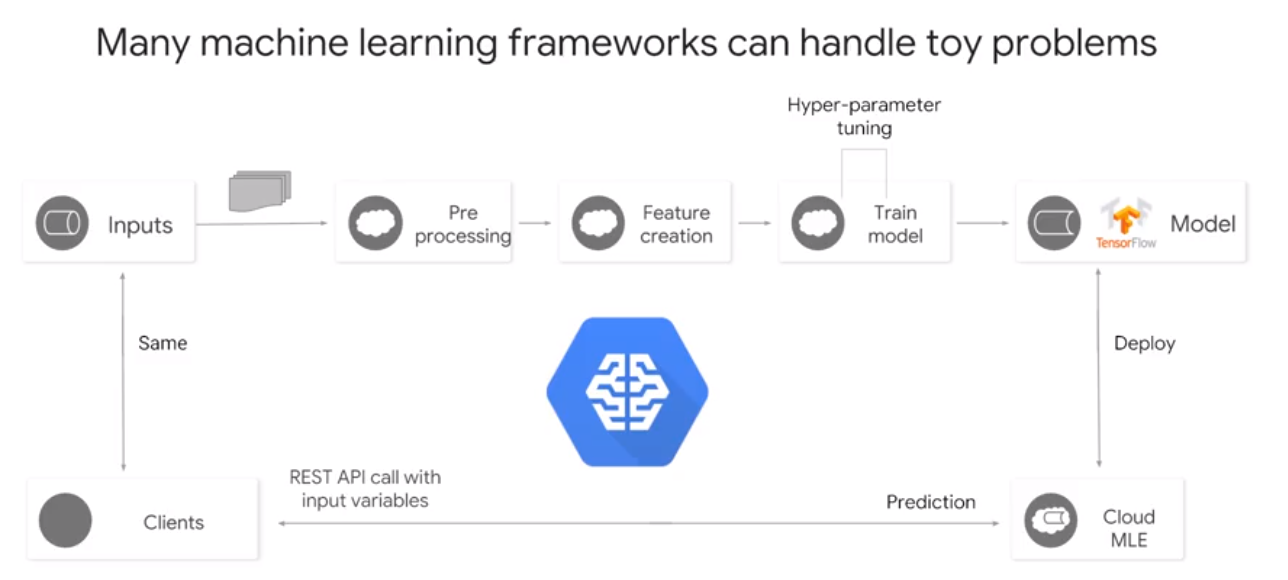 Many machine learning frameworks can handle toy problems
Hyper-parameter
tuning
Inputs
Pre
processing
Feature
creation
Train
model
TensorFlow
Model
Same
Deploy
REST API call with
input variables
Prediction
Clients
Cloud
MLE